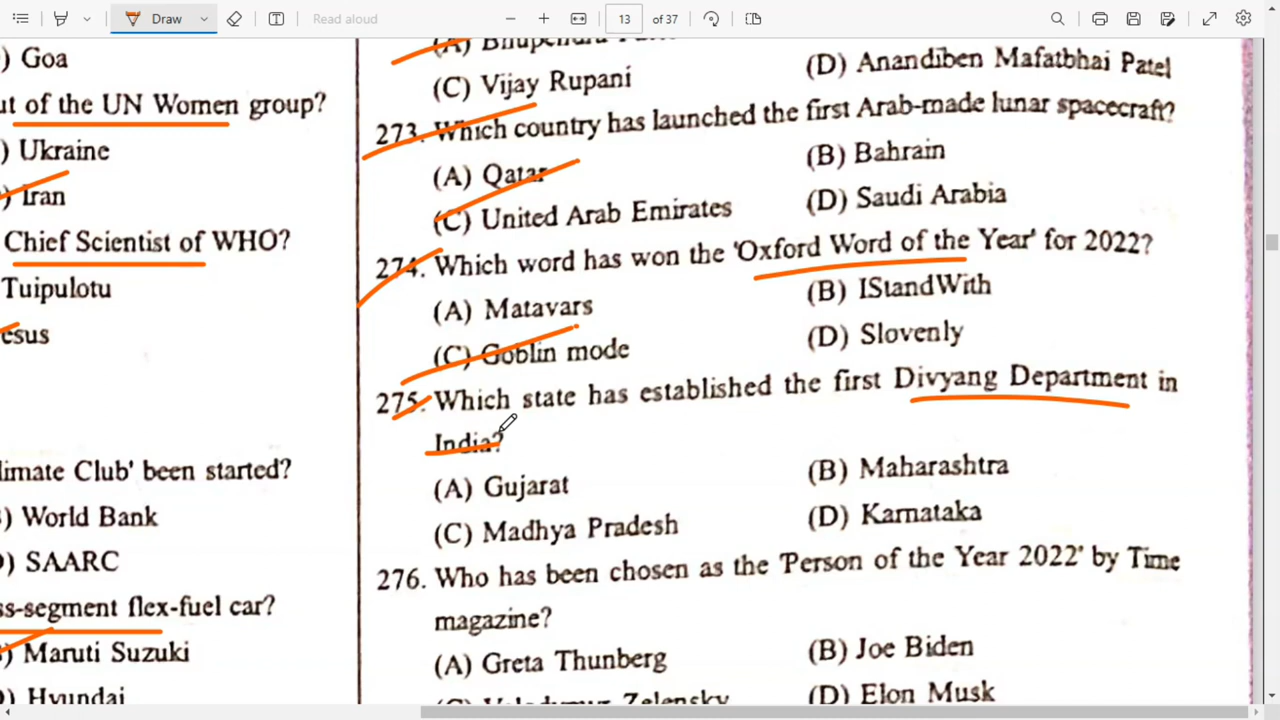 Draw
Read aloud
13 of 37
) Goa
ut of the UN Women group?
) Ukraine
) Iran
Chief Scientist of WHO?
Tuipulotu
esus
limate Club' been started?
) World Bank
) SAARC
ss-segment flex-fuel car?
) Maruti Suzuki
) Hyundai
(A) Bhupendra
(C) Vijay Rupani
(D) Anandiben Mafatbhai Patel
273. Which country has launched the first Arab-made lunar spacecraft?
(A) Qatar
(B) Bahrain
(C) United Arab Emirates
(D) Saudi Arabia
274. Which word has won the 'Oxford Word of the Year' for 2022?
(A) Matavars
(B) IStandWith
(C) Goblin mode
(D) Slovenly
275. Which state has established the first Divyang Department in
India?
(A) Gujarat
(B) Maharashtra
(C) Madhya Pradesh
(D) Karnataka
276. Who has been chosen as the 'Person of the Year 2022' by Time
magazine?
(A) Greta Thunberg
(B) Joe Biden
(C) Volodymyr Zelensky
(D) Elon Musk